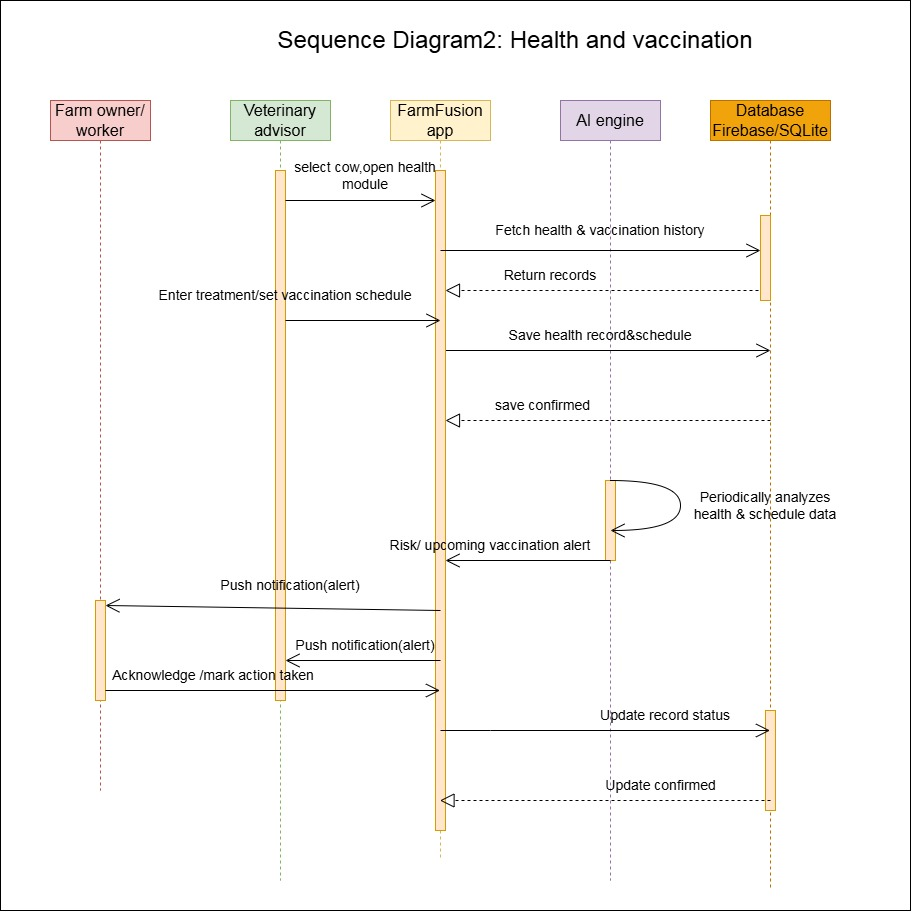 Sequence Diagram2: Health and vaccination
Farm owner/
worker
Veterinary
advisor
FarmFusion
app
AI engine
Database
Firebase/SQLite
select cow,open health
module
Fetch health & vaccination history
Return records
Enter treatment/set vaccination schedule
Save health record&schedule
save confirmed
Periodically analyzes
health & schedule data
Risk/ upcoming vaccination alert
Push notification(alert)
Push notification(alert)
Acknowledge /mark action taken
Update record status
Update confirmed